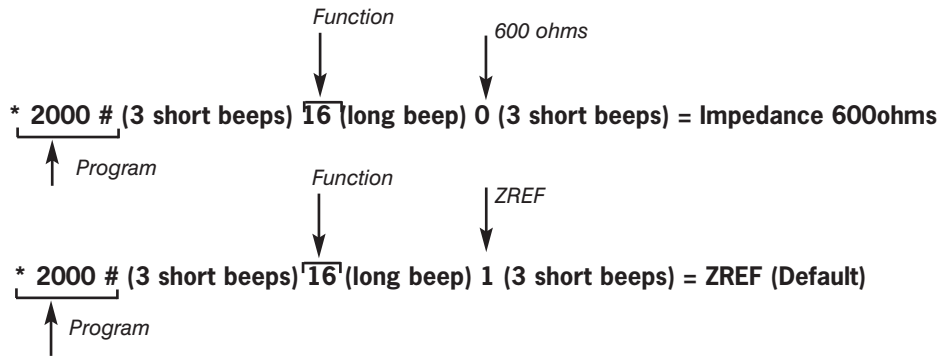 Function
600 ohms
* 2000 # (3 short beeps) 16 (long beep) 0 (3 short beeps) = Impedance 600ohms
Program
Function
ZREF
* 2000 # (3 short beeps) 16 (long beep) 1 (3 short beeps) = ZREF (Default)
Program